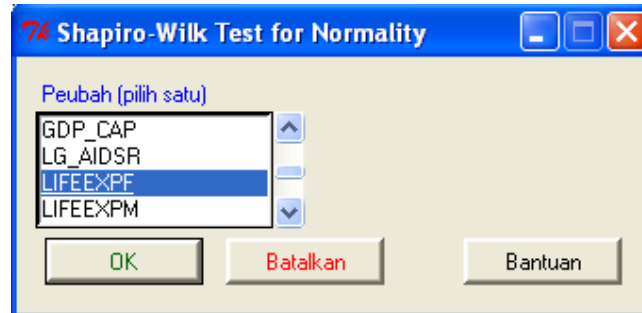 Shapiro-Wilk Test for Normality
Peubah (pilih satu)
GDP_CAP
LG_AIDSR
LIFEEXPF
LIFEEXPM
OK Batalkan Bantuan